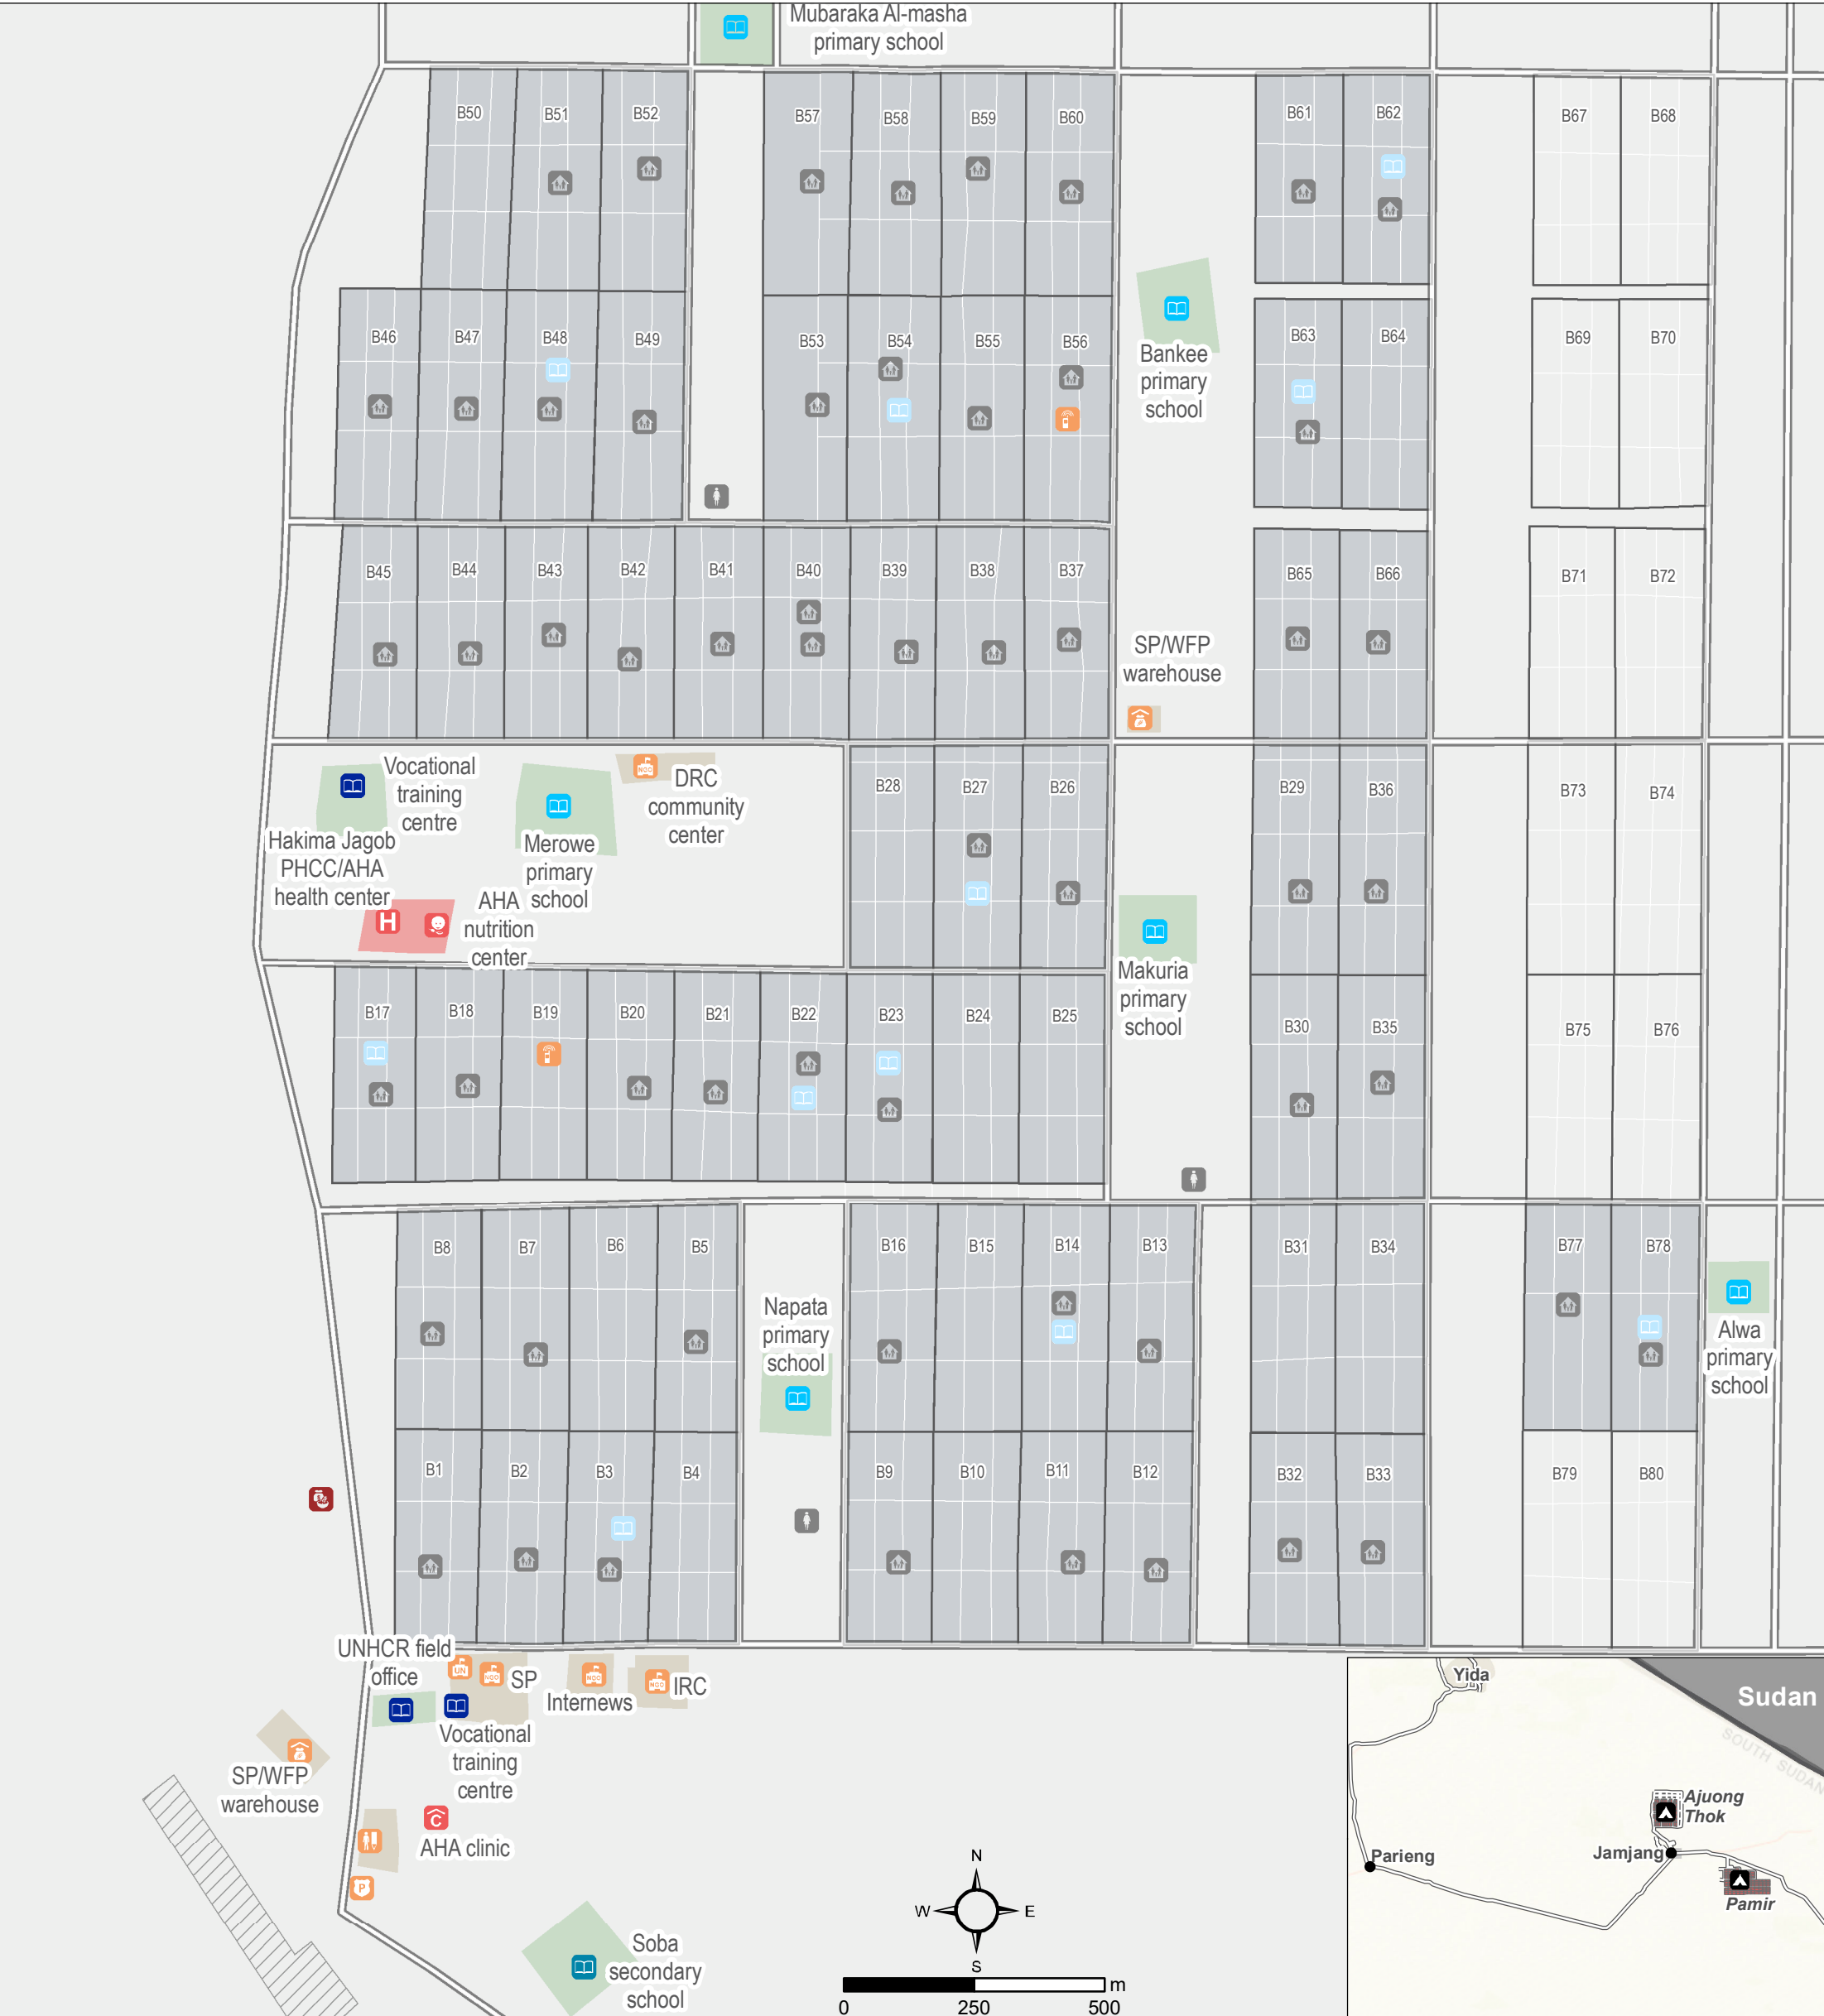 Mubaraka Al-masha
primary school
B50
B51
B52
B57
B58
B59
B60
B61
B62
B67
B68
B46
B47
B48
B49
B53
B54
B55
B56
Bankee
primary
school
B63
B64
B69
B70
B45
B44
B43
B42
B41
B40
B39
B38
B37
SP/WFP
warehouse
B65
B66
B71
B72
Vocational
training
centre
DRC
community
center
NGO
Hakima Jagob
PHCC/AHA
health center
H
Merowe
primary
school
AHA
nutrition
center
B28
B27
B26
B29
B36
B73
B74
Makuria
primary
school
B17
B18
B19
B20
B21
B22
B23
B24
B25
B30
B35
B75
B76
B8
B7
B6
B5
Napata
primary
school
B16
B15
B14
B13
B31
B34
B77
B78
Alwa
primary
school
B1
B2
B3
B4
B9
B10
B11
B12
B32
B33
B79
B80
UNHCR field
office
UN
NGO
SP
NGO
Internews
NGO
IRC
Vocational
training
centre
SP/WFP
warehouse
C
AHA clinic
P
Soba
secondary
school
N
W
E
S
m
0
250
500
Yida
Sudan
SOUTH SUDAN
Ajuong
Thok
Jamjang
Parieng
Pamir